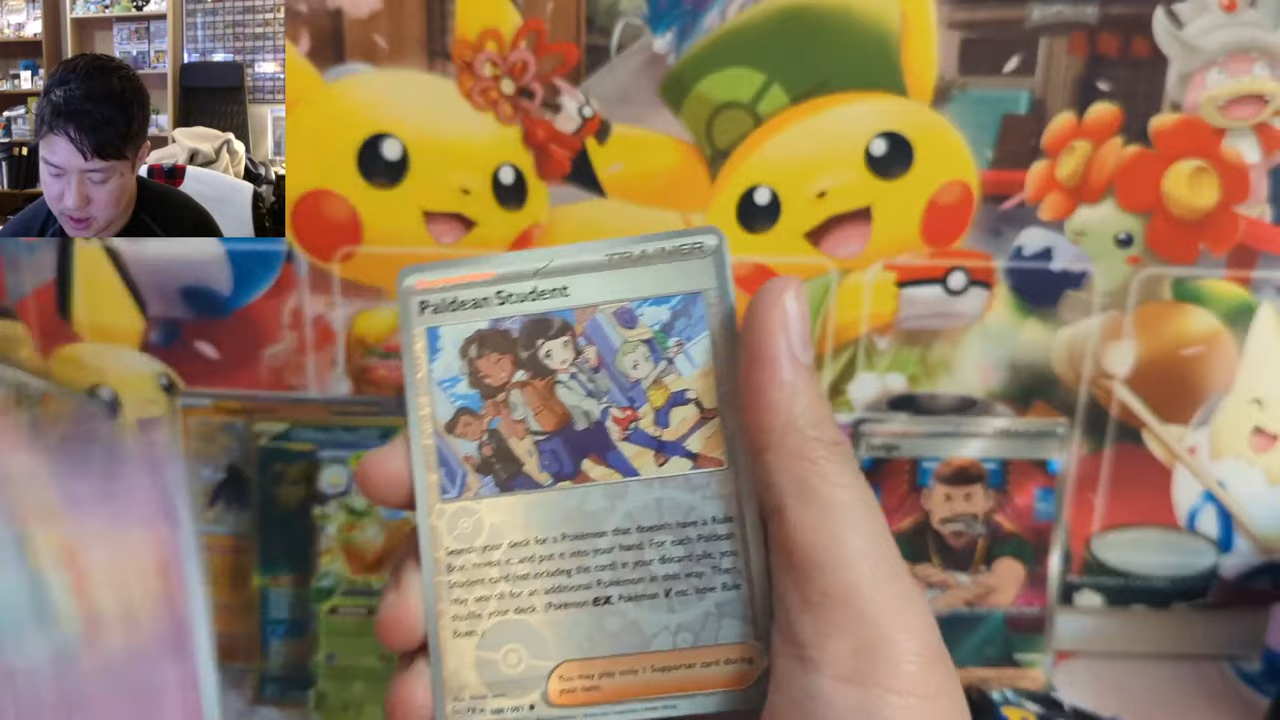 TRAINER
Paldean Student
Search your deck for a Pokémon that doesn't have a Rule
Box, reveal it, and put it into your hand. For each Paldean
Student card (not including this card) in your discard pile, you
may search for an additional Pokémon in this way. Then,
shuffle your deck. (Pokémon ex, Pokémon V, etc. have Rule
Boxes.)
You may play only 1 Supporter card during
your turn.